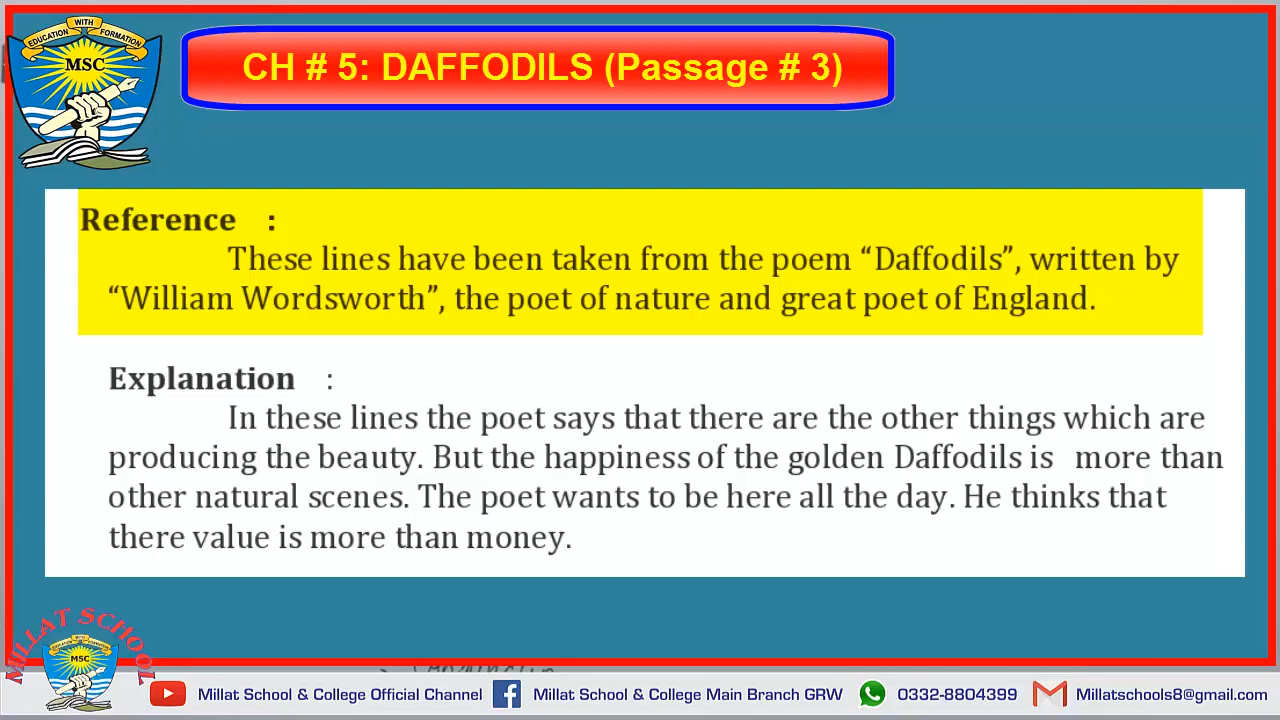 EDUCATION WITH FORMATION
MSC
CH # 5: DAFFODILS (Passage # 3)
Reference :
These lines have been taken from the poem “Daffodils”, written by
“William Wordsworth”, the poet of nature and great poet of England.
Explanation :
In these lines the poet says that there are the other things which are
producing the beauty. But the happiness of the golden Daffodils is more than
other natural scenes. The poet wants to be here all the day. He thinks that
there value is more than money.
MILLAT SCHOOL
MSC
Millat School & College Official Channel
Millat School & College Main Branch GRW
0332-8804399
Millatschools8@gmail.com